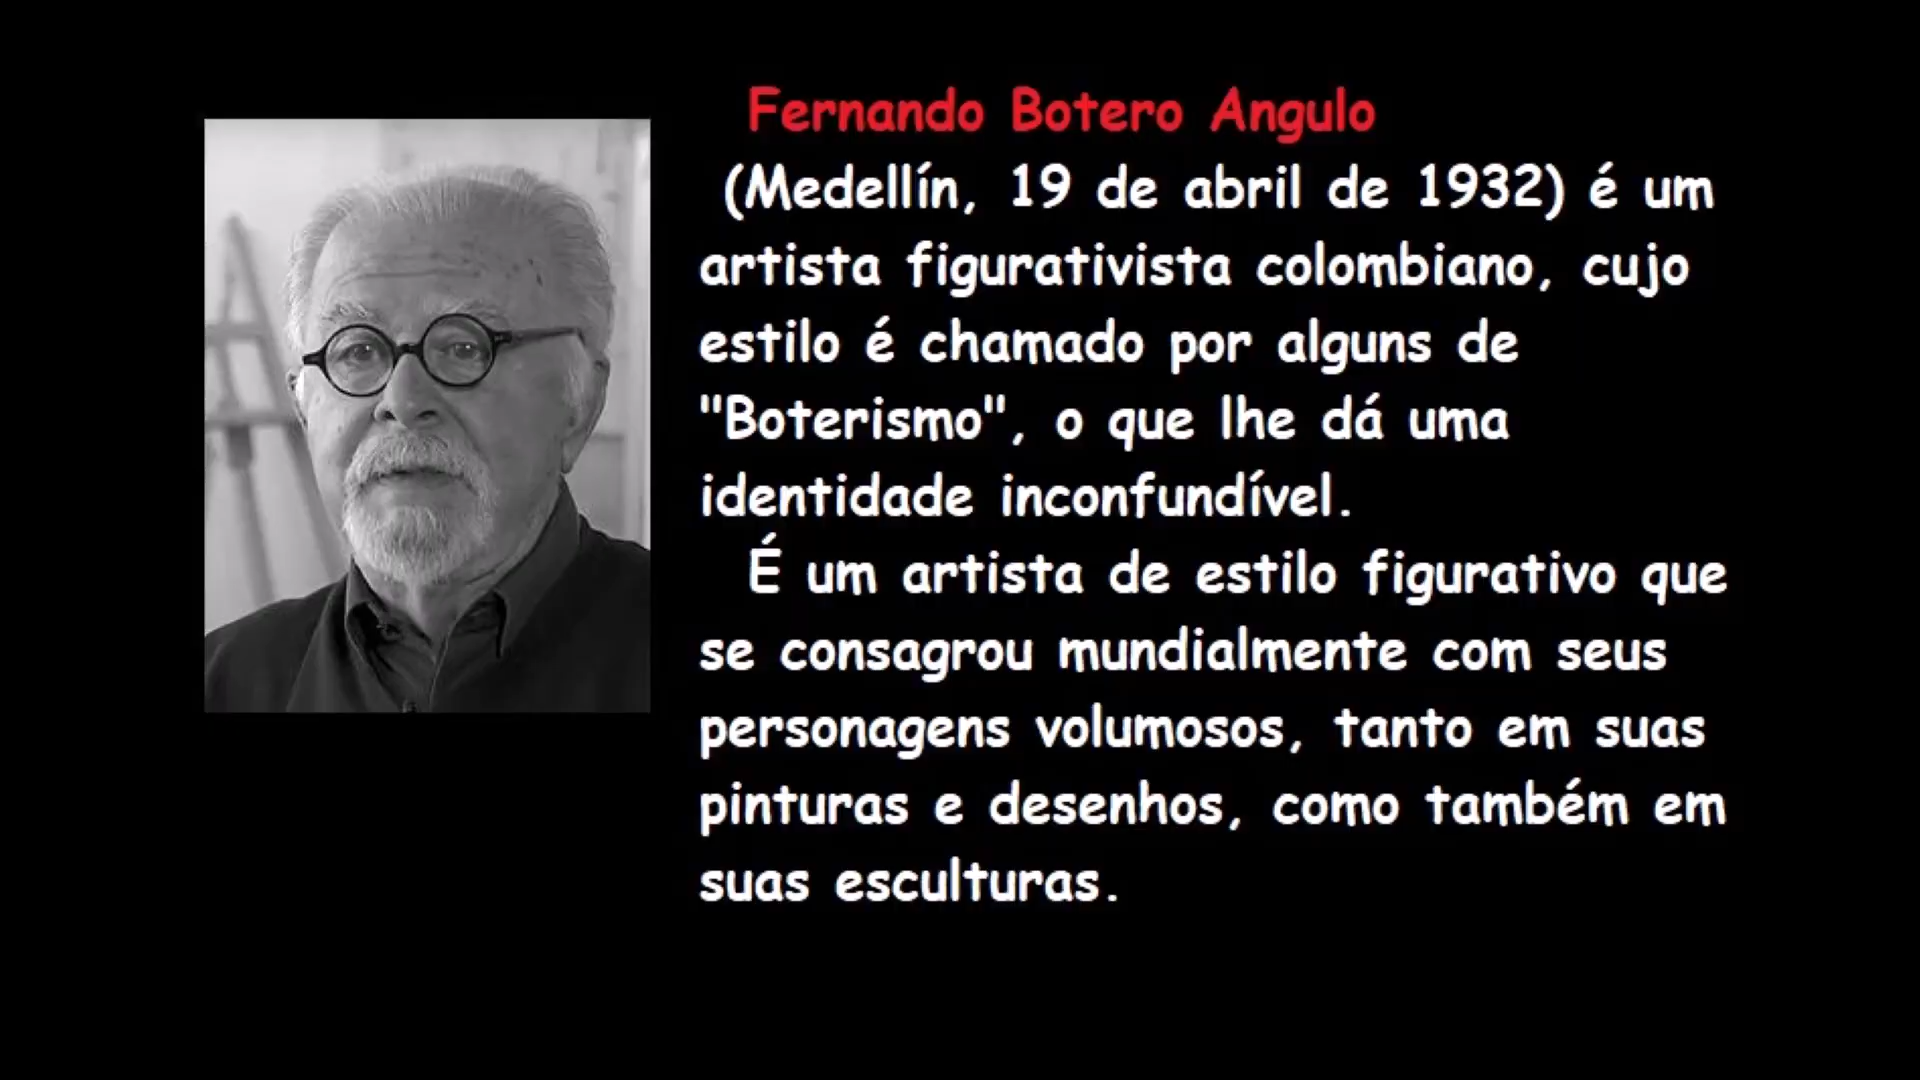 Fernando Botero Angulo
(Medellín, 19 de abril de 1932) é um
artista figurativista colombiano, cujo
estilo é chamado por alguns de
"Boterismo", o que lhe dá uma
identidade inconfundível.
É um artista de estilo figurativo que
se consagrou mundialmente com seus
personagens volumosos, tanto em suas
pinturas e desenhos, como também em
suas esculturas.